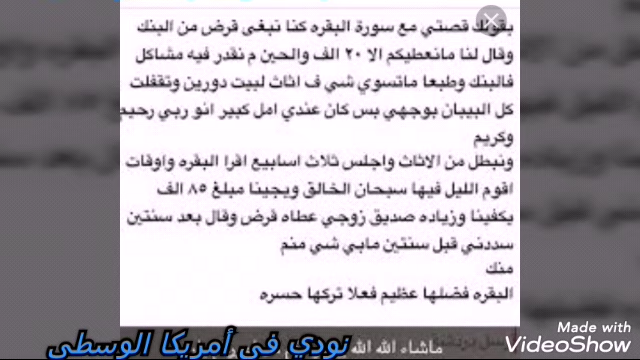 بقولك قصتي مع سورة البقره كنا نبغى قرض من البنك
وقال لنا مانعطيكم الا ٢٠ الف والحين م نقدر فيه مشاكل
فالبنك وطبعا ماتسوي شي ف اثاث لبيت دورين وتقفلت
كل البيبان بوجهي بس كان عندي امل كبير انو ربي رحيم
وكريم
ونبطل من الاثاث واجلس ثلاث اسابيع اقرا البقره واوقات
اقوم الليل فيها سبحان الخالق ويجينا مبلغ ٨٥ الف
يكفينا وزياده صديق زوجي عطاه قرض وقال بعد سنتين
سددني قبل سنتين مابي شي منم
منك
البقره فضلها عظيم فعلا تركها حسره
ماشاء الله الله
نودي في أمريكا الوسطى
Made with
VideoShow